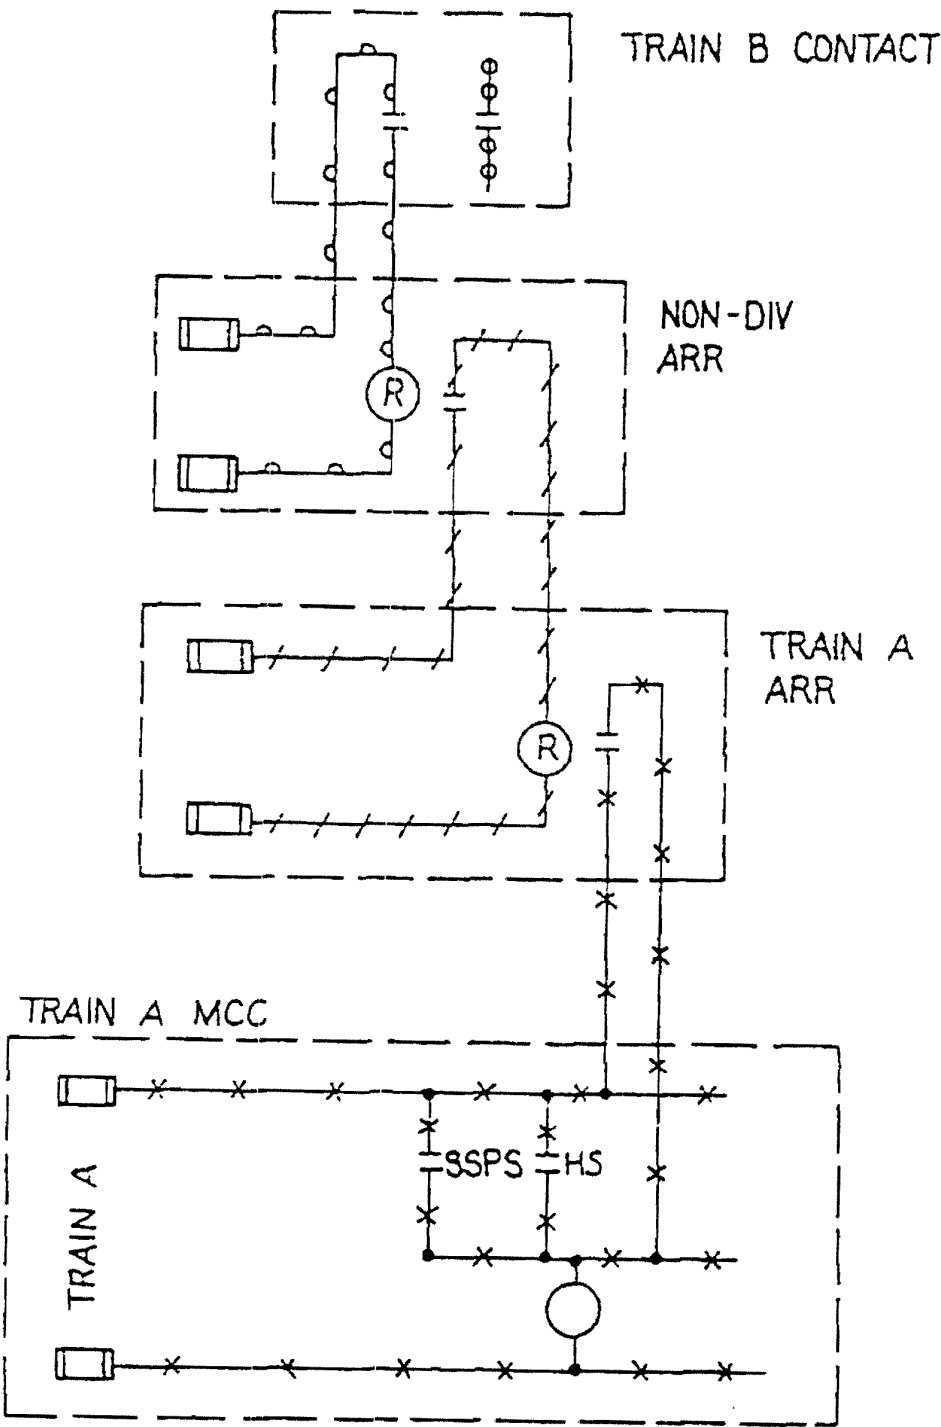 TRAIN B CONTACT
NON-DIV
ARR
R
TRAIN A
ARR
R
TRAIN A MCC
SSPS
HS
TRAIN A